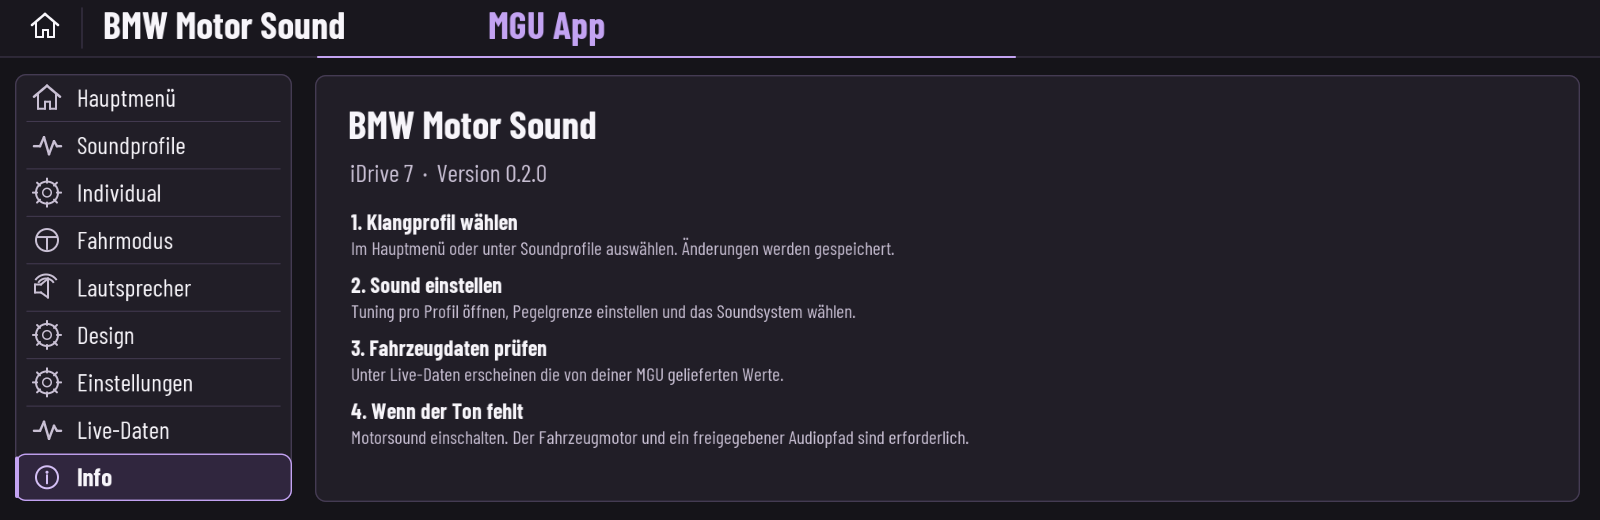 BMW Motor Sound
MGU App
Hauptmenü
Soundprofile
Individual
Fahrmodus
Lautsprecher
Design
Einstellungen
Live-Daten
Info
BMW Motor Sound
iDrive 7 · Version 0.2.0
1. Klangprofil wählen
Im Hauptmenü oder unter Soundprofile auswählen. Änderungen werden gespeichert.
2. Sound einstellen
Tuning pro Profil öffnen, Pegelgrenze einstellen und das Soundsystem wählen.
3. Fahrzeugdaten prüfen
Unter Live-Daten erscheinen die von deiner MGU gelieferten Werte.
4. Wenn der Ton fehlt
Motorsound einschalten. Der Fahrzeugmotor und ein freigegebener Audiopfad sind erforderlich.